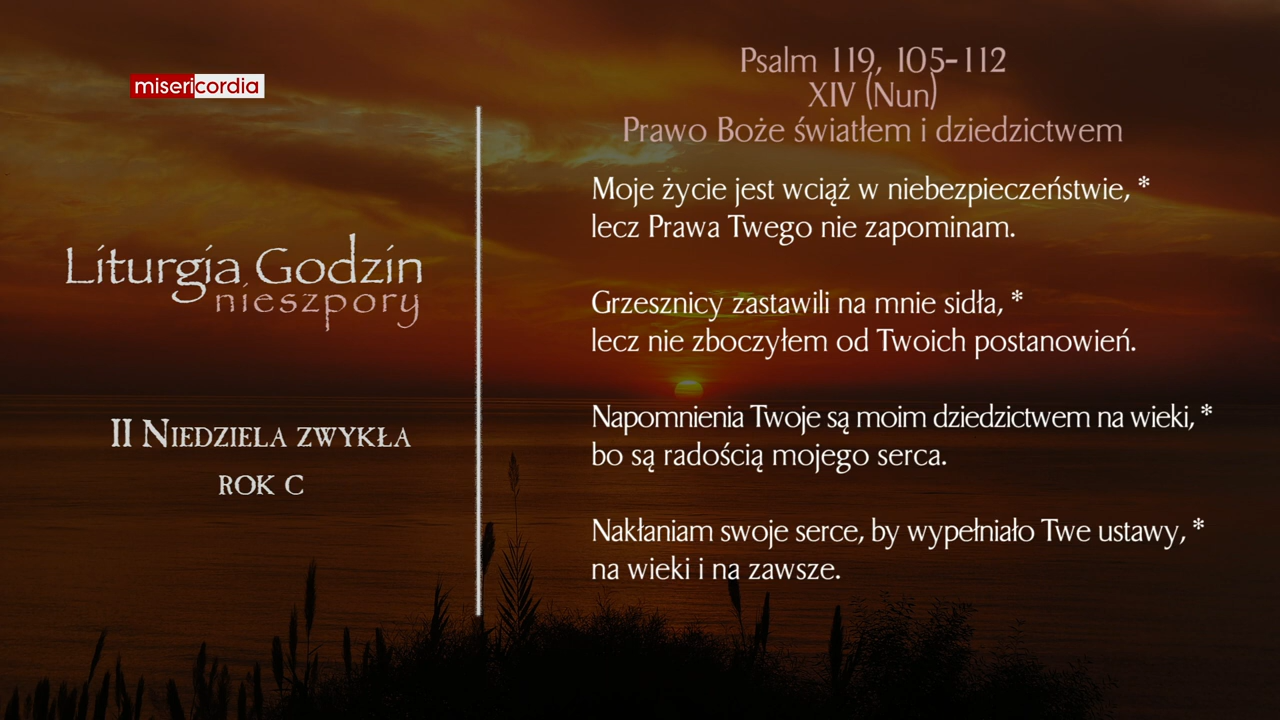 misericordia
Liturgia Godzin
nieszpory
II Niedziela zwykła
rok C
Psalm 119, 105-112
XIV (Nun)
Prawo Boże światłem i dziedzictwem
Moje życie jest wciąż w niebezpieczeństwie, *
lecz Prawa Twego nie zapominam.
Grzesznicy zastawili na mnie sidła, *
lecz nie zboczyłem od Twoich postanowień.
Napomnienia Twoje są moim dziedzictwem na wieki, *
bo są radością mojego serca.
Nakłaniam swoje serce, by wypełniało Twe ustawy, *
na wieki i na zawsze.